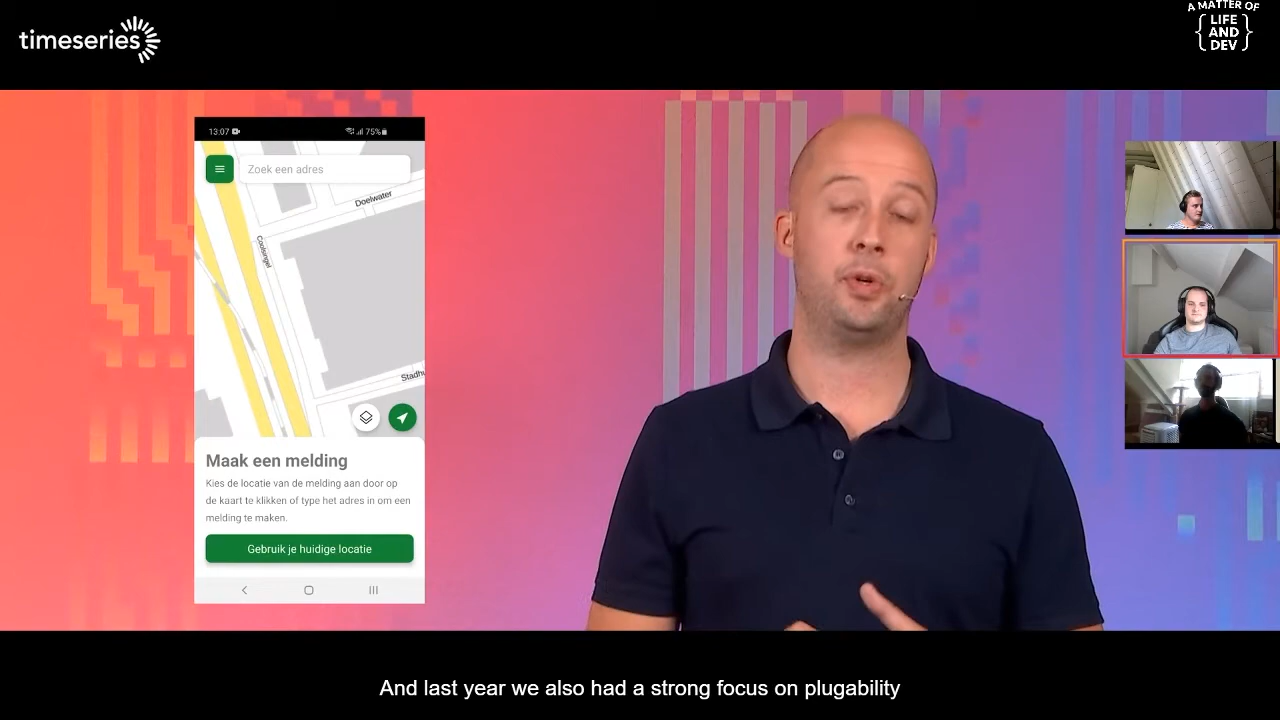 timeseries
A MATTER OF
LIFE
AND
DEV
13:07
75%
Zoek een adres
Doelwater
Coolsingel
Stadhu
Maak een melding
Kies de locatie van de melding aan door op
de kaart te klikken of type het adres in om een
melding te maken.
Gebruik je huidige locatie
And last year we also had a strong focus on plugability